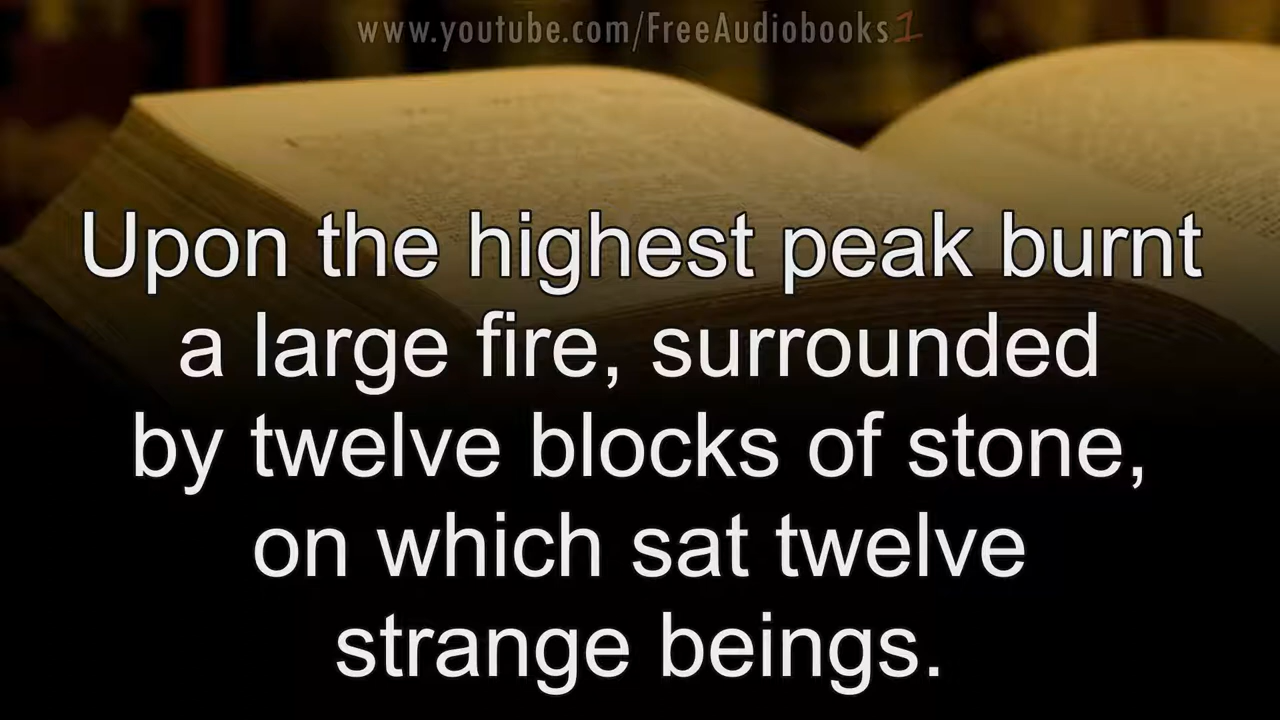 www.youtube.com/FreeAudiobooks1
Upon the highest peak burnt
a large fire, surrounded
by twelve blocks of stone,
on which sat twelve
strange beings.